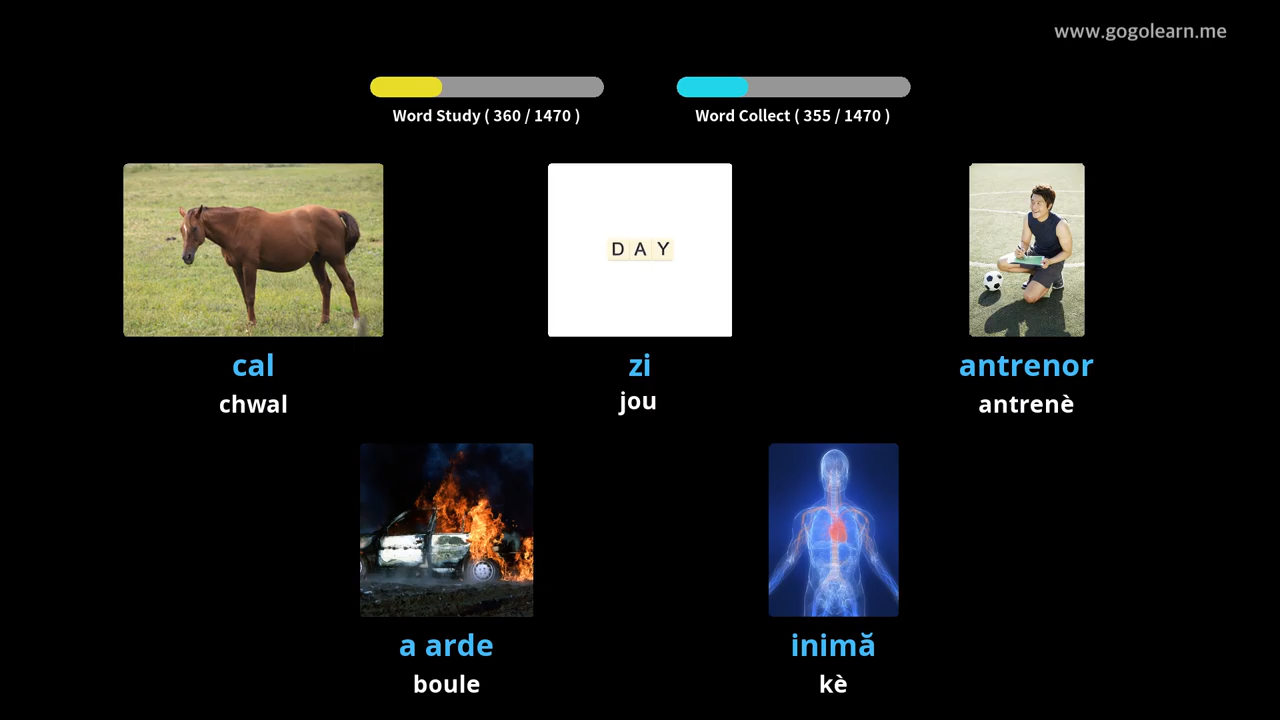 www.gogolearn.me
Word Study ( 360 / 1470 )
Word Collect ( 355 / 1470 )
DAY
cal
zi
antrenor
chwal
jou
antrenè
a arde
inimă
boule
kè